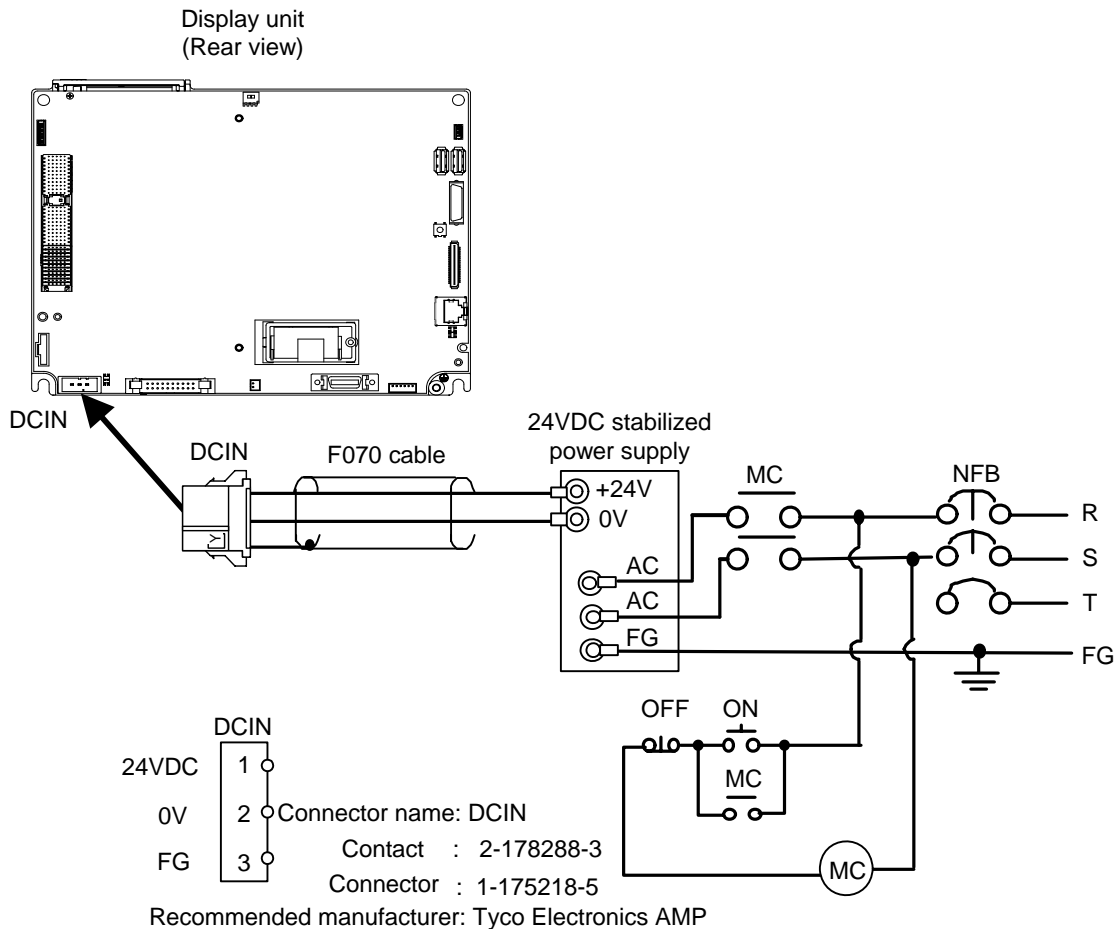 Display unit
(Rear view)
DCIN
24VDC stabilized
power supply
DCIN
F070 cable
+24V
0V
AC
AC
FG
MC
NFB
R
S
T
FG
Y
OFF
ON
MC
MC
DCIN
24VDC
1
0V
2
Connector name: DCIN
FG
3
Contact : 2-178288-3
Connector : 1-175218-5
Recommended manufacturer: Tyco Electronics AMP